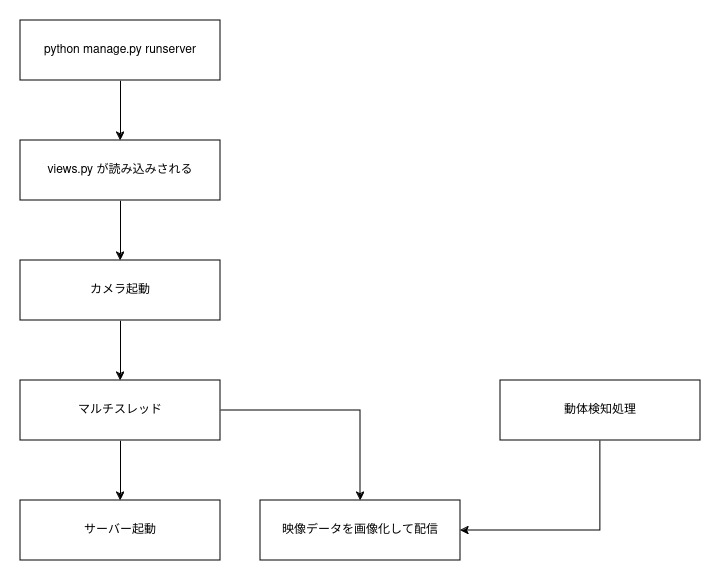 python manage.py runserver
views.py が読み込みされる
カメラ起動
マルチスレッド
動体検知処理
サーバー起動
映像データを画像化して配信